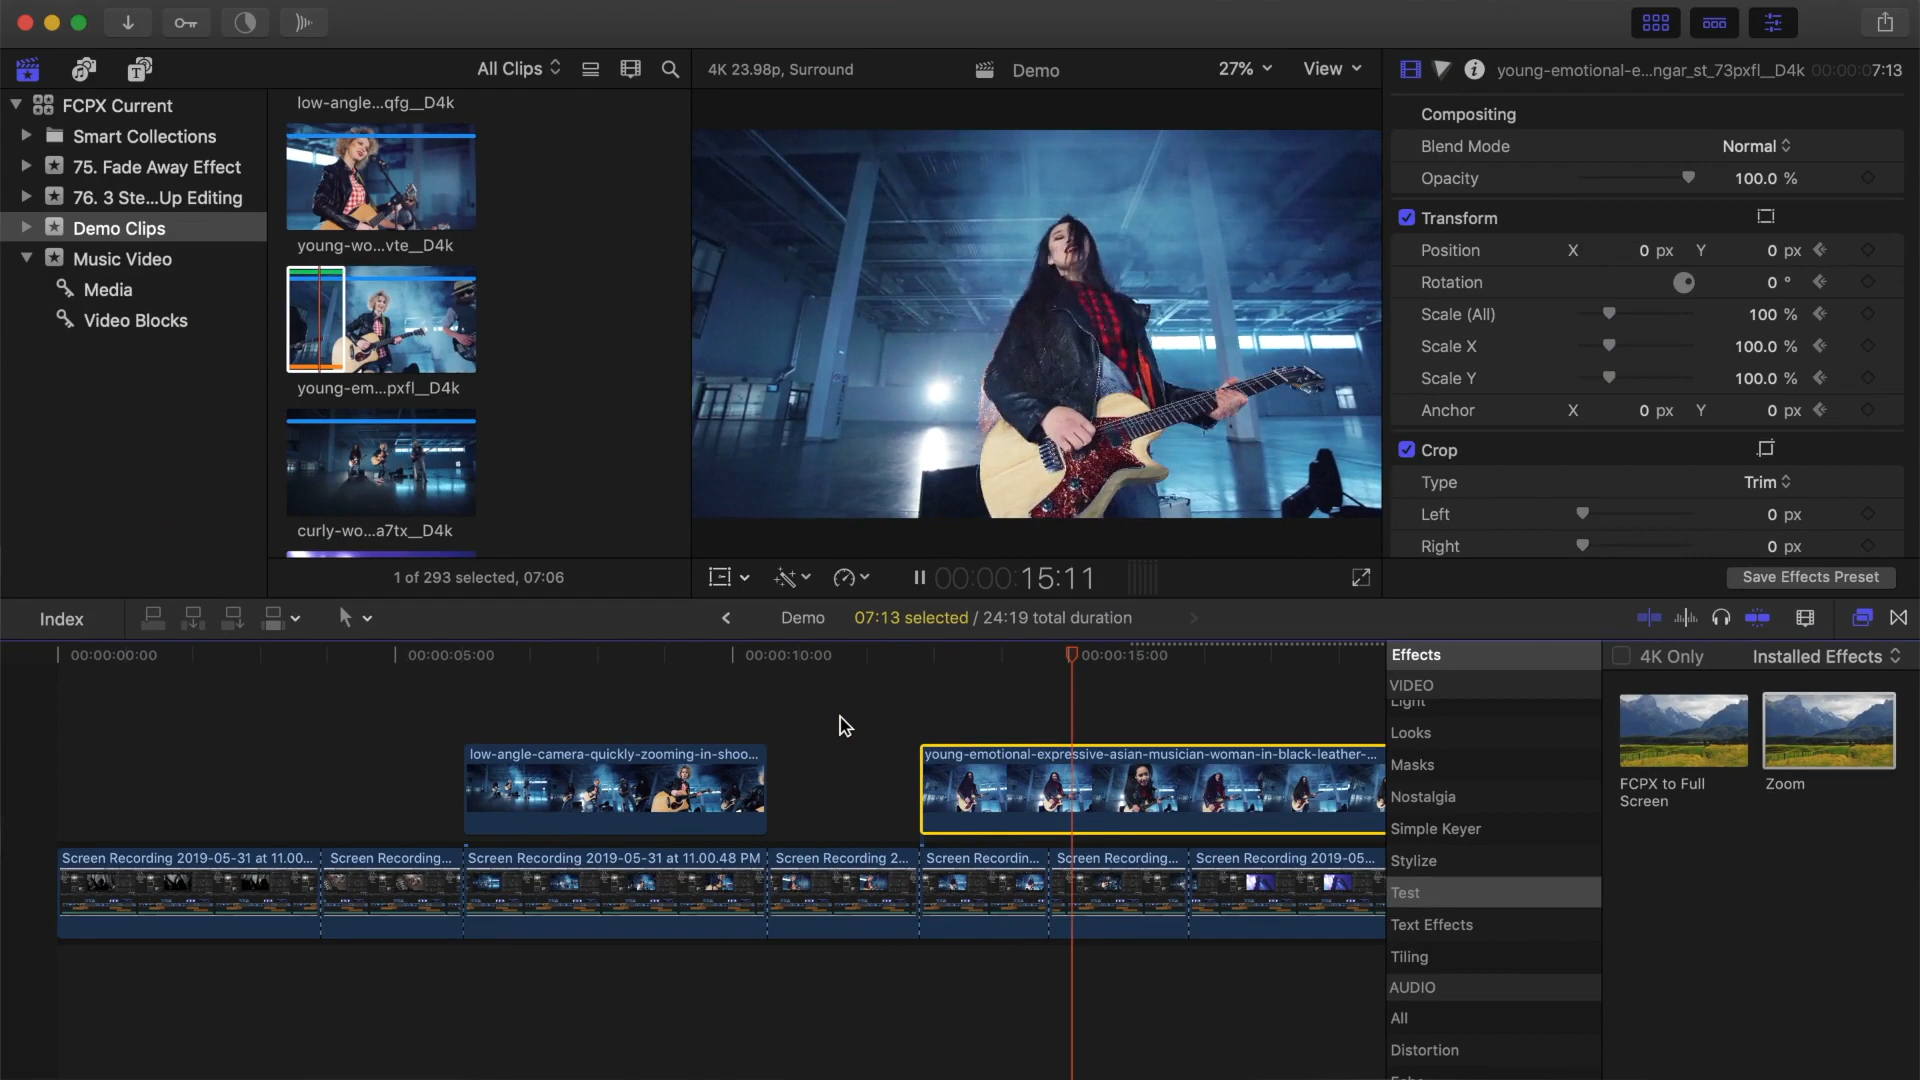 All Clips
4K 23.98p, Surround
Demo
27%
View
young-emotional-e...ngar_st_73pxfl__D4k
00:00:07:13
FCPX Current
Smart Collections
75. Fade Away Effect
76. 3 Ste...Up Editing
Demo Clips
Music Video
Media
Video Blocks
low-angle...qfg__D4k
young-wo...vte__D4k
young-em...pxfl__D4k
curly-wo...a7tx__D4k
1 of 293 selected, 07:06
00:00:15:11
Compositing
Blend Mode Normal
Opacity 100.0 %
Transform
Position X 0 px Y 0 px
Rotation 0 °
Scale (All) 100 %
Scale X 100.0 %
Scale Y 100.0 %
Anchor X 0 px Y 0 px
Crop
Type Trim
Left 0 px
Right 0 px
Save Effects Preset
Index
Demo
07:13 selected / 24:19 total duration
00:00:00:00
00:00:05:00
00:00:10:00
00:00:15:00
low-angle-camera-quickly-zooming-in-shoo...
young-emotional-expressive-asian-musician-woman-in-black-leather-...
Screen Recording 2019-05-31 at 11.00...
Screen Recording...
Screen Recording 2019-05-31 at 11.00.48 PM
Screen Recording 2...
Screen Recordin...
Screen Recording...
Screen Recording 2019-05...
Effects
VIDEO
Light
Looks
Masks
Nostalgia
Simple Keyer
Stylize
Test
Text Effects
Tiling
AUDIO
All
Distortion
4K Only
Installed Effects
FCPX to Full
Screen
Zoom